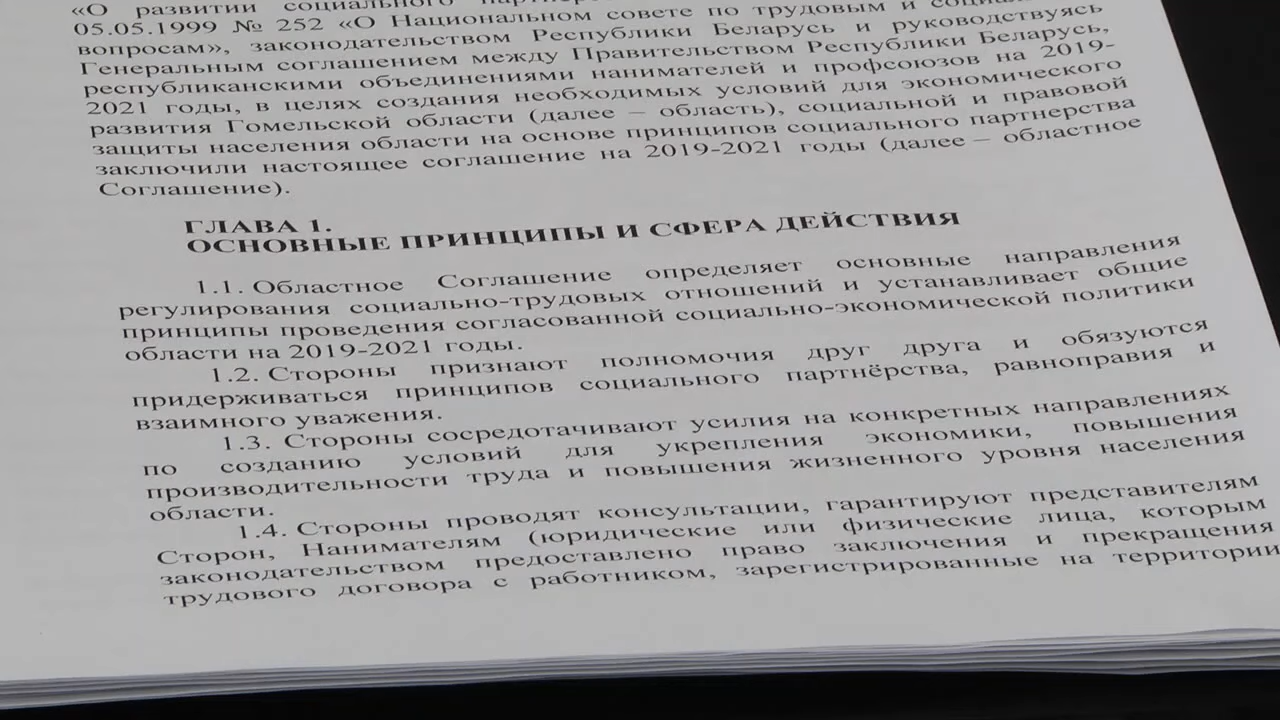 «О развитии социального
05.05.1999 № 252 «О Национальном совете по трудовым и
вопросам», законодательством Республики Беларусь и руководствуясь
Генеральным соглашением между Правительством Республики Беларусь,
республиканскими объединениями нанимателей и профсоюзов на 2019-
2021 годы, в целях создания необходимых условий для экономического
развития Гомельской области (далее – область), социальной и правовой
защиты населения области на основе принципов социального партнерства
заключили настоящее соглашение на 2019-2021 годы (далее – областное
Соглашение).
ГЛАВА 1.
ОСНОВНЫЕ ПРИНЦИПЫ И СФЕРА ДЕЙСТВИЯ
1.1. Областное Соглашение определяет основные направления
регулирования социально-трудовых отношений и устанавливает общие
принципы проведения согласованной социально-экономической политики
области на 2019-2021 годы.
1.2. Стороны признают полномочия друг друга и обязуются
придерживаться принципов социального партнёрства, равноправия и
взаимного уважения.
1.3. Стороны сосредотачивают усилия на конкретных направлениях
по созданию условий для укрепления экономики, повышения
производительности труда и повышения жизненного уровня населения
области.
1.4. Стороны проводят консультации, гарантируют представителям
Сторон, Нанимателям (юридические или физические лица, которым
законодательством предоставлено право заключения и прекращения
трудового договора с работником, зарегистрированные на территории